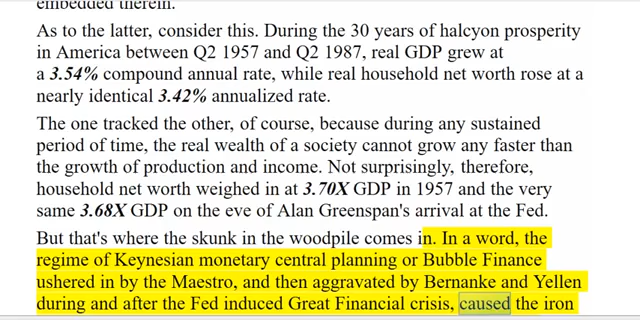 embedded therein.
As to the latter, consider this. During the 30 years of halcyon prosperity
in America between Q2 1957 and Q2 1987, real GDP grew at
a 3.54% compound annual rate, while real household net worth rose at a
nearly identical 3.42% annualized rate.
The one tracked the other, of course, because during any sustained
period of time, the real wealth of a society cannot grow any faster than
the growth of production and income. Not surprisingly, therefore,
household net worth weighed in at 3.70X GDP in 1957 and the very
same 3.68X GDP on the eve of Alan Greenspan's arrival at the Fed.
But that's where the skunk in the woodpile comes in. In a word, the
regime of Keynesian monetary central planning or Bubble Finance
ushered in by the Maestro, and then aggravated by Bernanke and Yellen
during and after the Fed induced Great Financial crisis, caused the iron